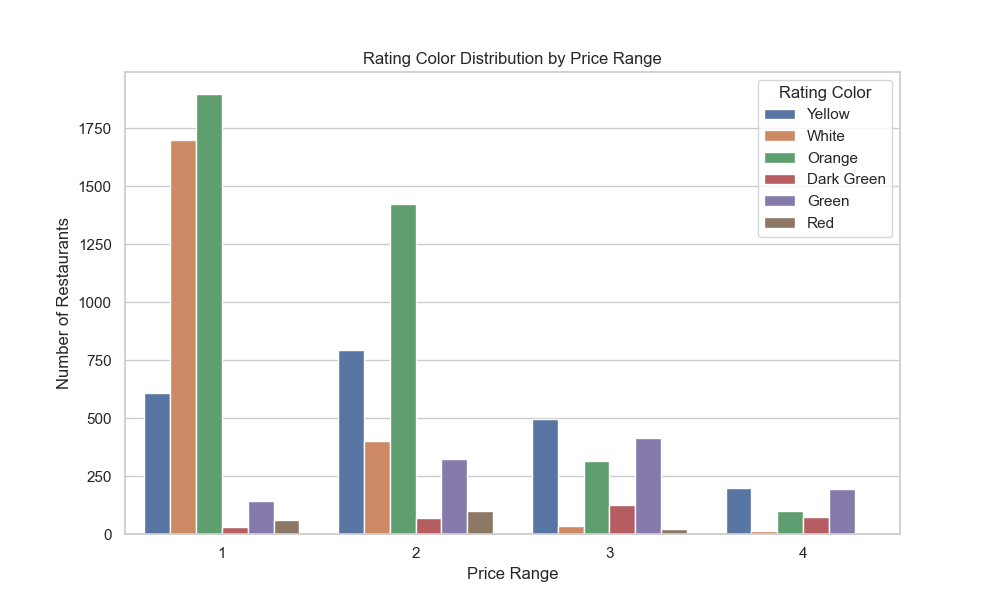 Rating Color Distribution by Price Range
Rating Color
Yellow
White
Orange
Dark Green
Green
Red
Number of Restaurants
1750
1500
1250
1000
750
500
250
0
1 2 3 4
Price Range